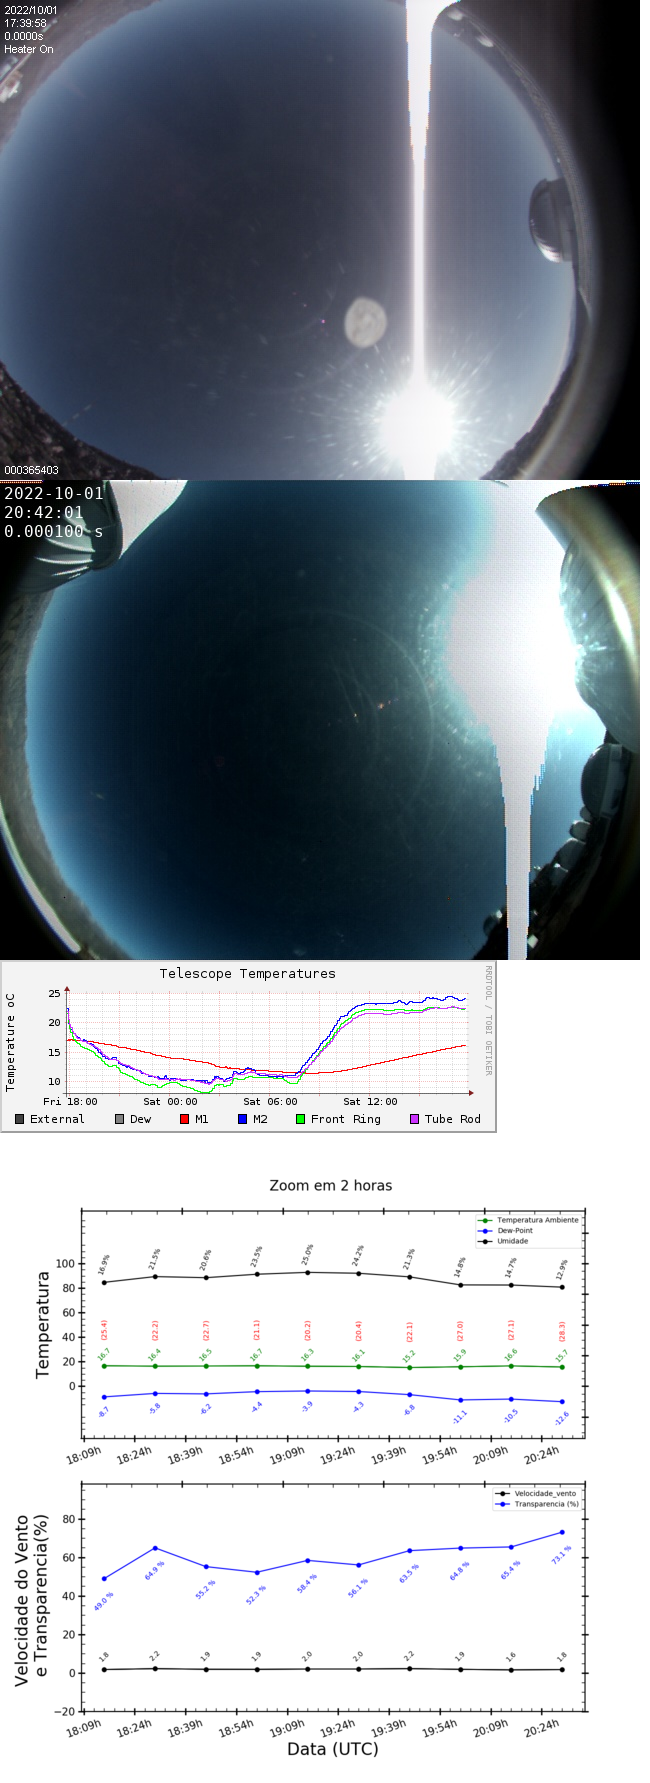 2022/10/01
17:39:58
0.0000s
Heater On
000365403
2022-10-01
20:42:01
0.000100 s
Telescope Temperatures
RRDTOOL / TOBI OETIKER
Temperature oC
25
20
15
10
Fri 18:00 Sat 00:00 Sat 06:00 Sat 12:00
External Dew M1 M2 Front Ring Tube Rod
Zoom em 2 horas
Temperatura Ambiente
Dew-Point
Umidade
Temperatura
100
80
60
40
20
0
16.9% 21.5% 20.6% 23.5% 25.0% 24.2% 21.3% 14.8% 14.7% 12.9%
(25.4) (22.2) (22.7) (21.1) (20.2) (20.4) (22.1) (27.0) (27.1) (28.3)
16.7 16.4 16.5 16.7 16.3 16.1 15.2 15.9 16.6 15.7
-8.7 -5.8 -6.2 -4.4 -3.9 -4.3 -6.8 -11.1 -10.5 -12.6
18:09h 18:24h 18:39h 18:54h 19:09h 19:24h 19:39h 19:54h 20:09h 20:24h
Velocidade_vento
Transparencia (%)
Velocidade do Vento
e Transparencia(%)
80
60
40
20
0
−20
49.0 % 64.9 % 55.2 % 52.3 % 58.4 % 56.1 % 63.5 % 64.8 % 65.4 % 73.1 %
1.8 2.2 1.9 1.9 2.0 2.0 2.2 1.9 1.6 1.8
18:09h 18:24h 18:39h 18:54h 19:09h 19:24h 19:39h 19:54h 20:09h 20:24h
Data (UTC)